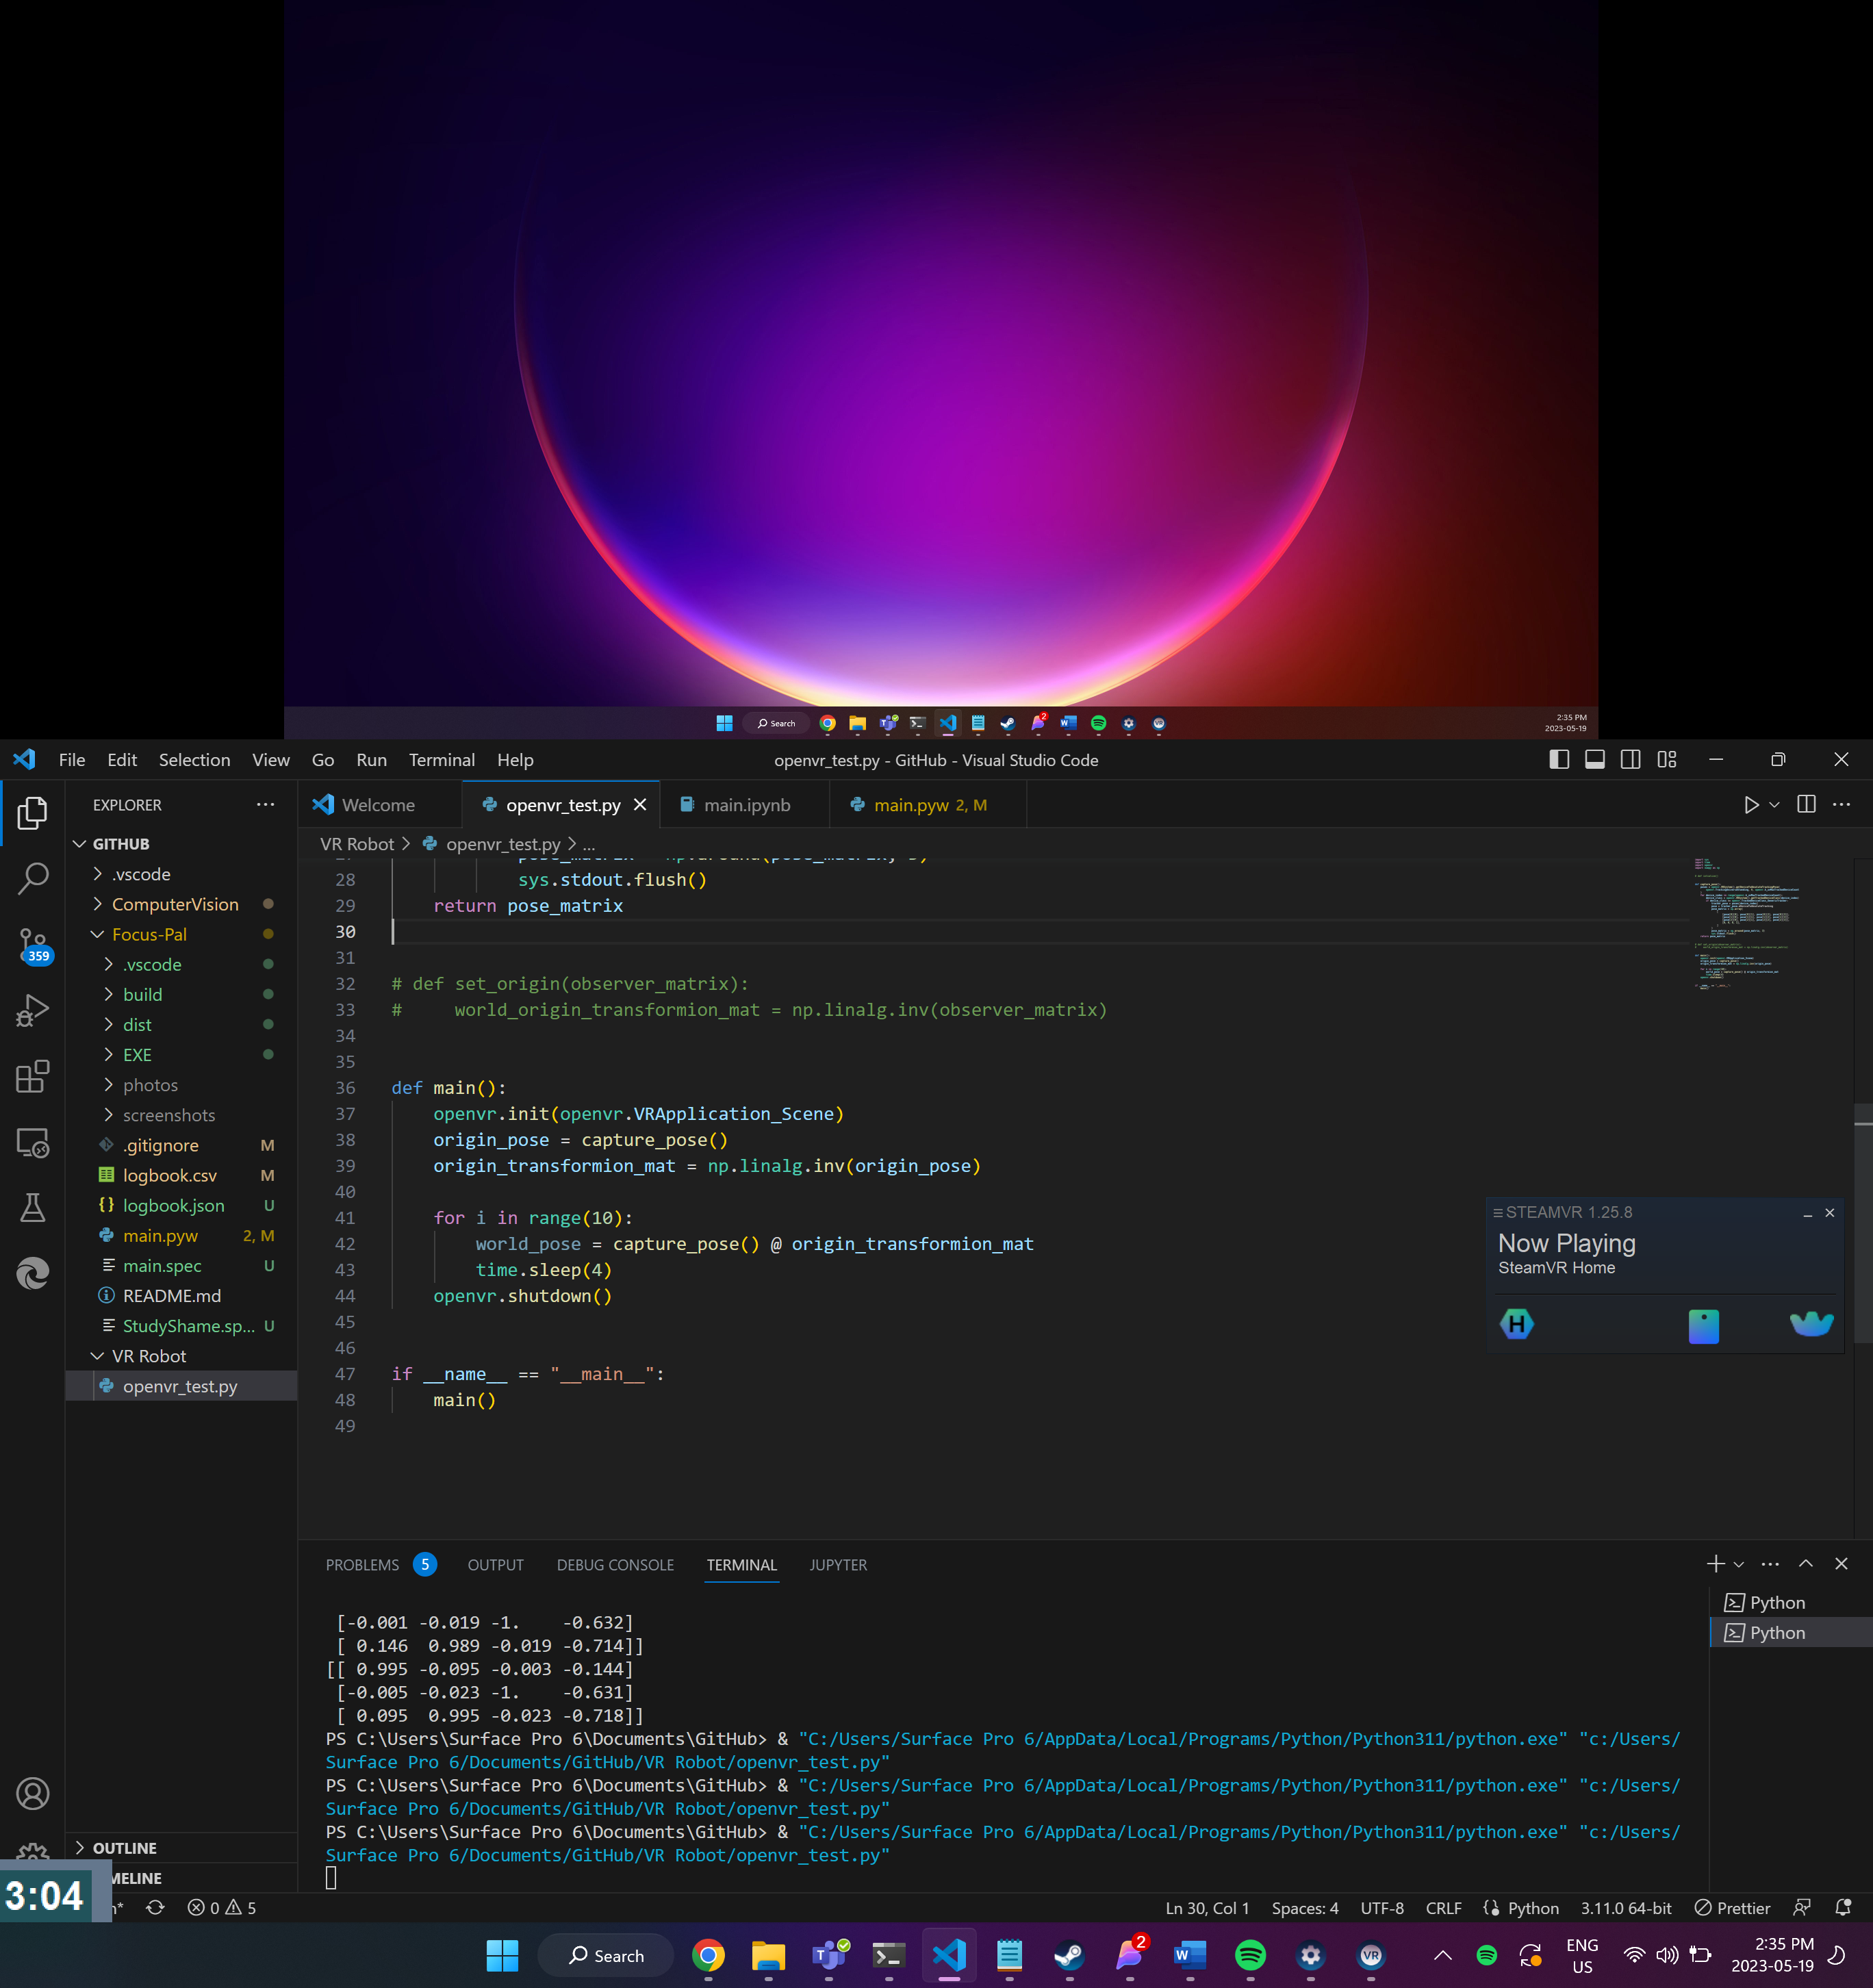 Search
2
2:35 PM
2023-05-19
File Edit Selection View Go Run Terminal Help
openvr_test.py - GitHub - Visual Studio Code
EXPLORER
Welcome
openvr_test.py
main.ipynb
main.pyw 2, M
VR Robot > openvr_test.py > ...
GITHUB
.vscode
ComputerVision
Focus-Pal
.vscode
build
dist
EXE
photos
screenshots
.gitignore M
logbook.csv M
logbook.json U
main.pyw 2, M
main.spec U
README.md
StudyShame.sp... U
VR Robot
openvr_test.py
OUTLINE
MELINE
359
28 sys.stdout.flush()
29 return pose_matrix
30
31
32 # def set_origin(observer_matrix):
33 #     world_origin_transformion_mat = np.linalg.inv(observer_matrix)
34
35
36 def main():
37     openvr.init(openvr.VRApplication_Scene)
38     origin_pose = capture_pose()
39     origin_transformion_mat = np.linalg.inv(origin_pose)
40
41     for i in range(10):
42         world_pose = capture_pose() @ origin_transformion_mat
43         time.sleep(4)
44     openvr.shutdown()
45
46
47 if __name__ == "__main__":
48     main()
49
STEAMVR 1.25.8
Now Playing
SteamVR Home
H
PROBLEMS 5 OUTPUT DEBUG CONSOLE TERMINAL JUPYTER
Python
Python
[-0.001 -0.019 -1.    -0.632]
[ 0.146  0.989 -0.019 -0.714]]
[[ 0.995 -0.095 -0.003 -0.144]
[-0.005 -0.023 -1.    -0.631]
[ 0.095  0.995 -0.023 -0.718]]
PS C:\Users\Surface Pro 6\Documents\GitHub> & "C:/Users/Surface Pro 6/AppData/Local/Programs/Python/Python311/python.exe" "c:/Users/
Surface Pro 6/Documents/GitHub/VR Robot/openvr_test.py"
PS C:\Users\Surface Pro 6\Documents\GitHub> & "C:/Users/Surface Pro 6/AppData/Local/Programs/Python/Python311/python.exe" "c:/Users/
Surface Pro 6/Documents/GitHub/VR Robot/openvr_test.py"
PS C:\Users\Surface Pro 6\Documents\GitHub> & "C:/Users/Surface Pro 6/AppData/Local/Programs/Python/Python311/python.exe" "c:/Users/
Surface Pro 6/Documents/GitHub/VR Robot/openvr_test.py"
3:04
0 5
Ln 30, Col 1 Spaces: 4 UTF-8 CRLF Python 3.11.0 64-bit Prettier
Search
2
VR
ENG
US
2:35 PM
2023-05-19